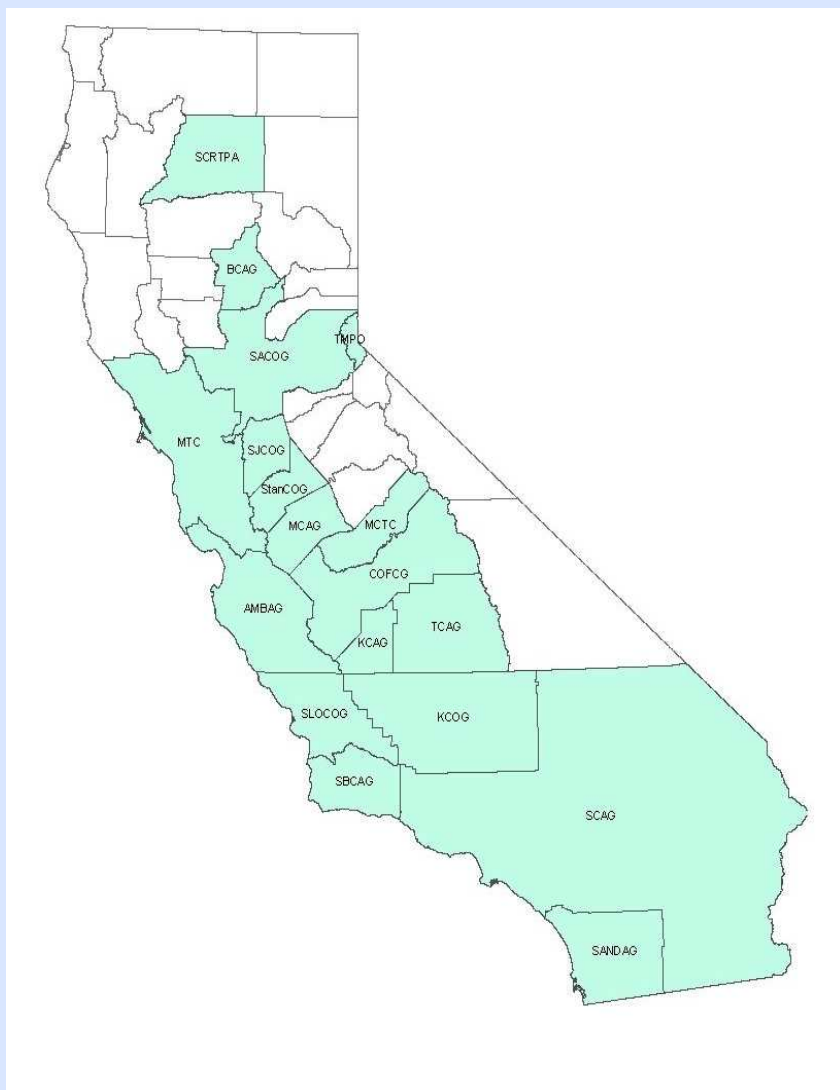 SCRTPA
BCAG
TMPO
SACOG
MTC
SJCOG
StanCOG
MCAG
MCTC
COFCG
AMBAG
TCAG
KCAG
SLOCOG
KCOG
SBCAG
SCAG
SANDAG